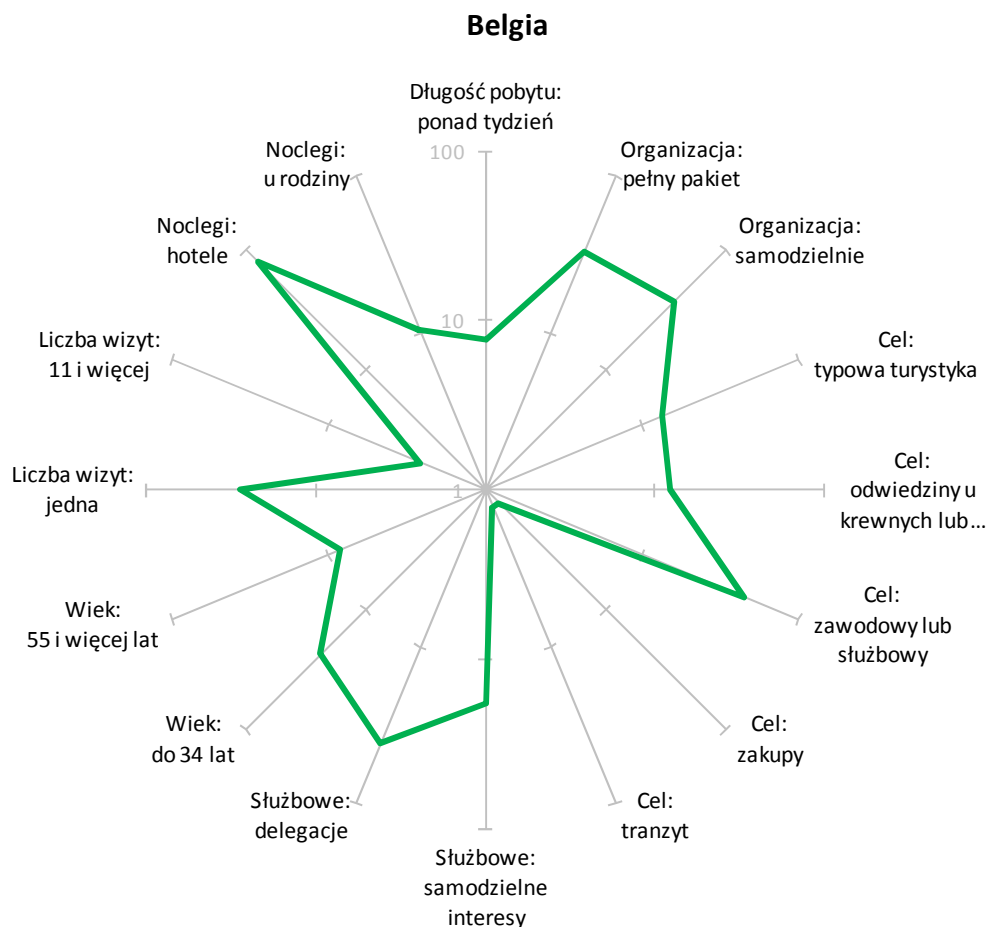 Belgia
Długość pobytu:
ponad tydzień
100
10
1
Organizacja:
pełny pakiet
Organizacja:
samodzielnie
Cel:
typowa turystyka
Cel:
odwiedziny u
krewnych lub...
Cel:
zawodowy lub
służbowy
Cel:
zakupy
Cel:
tranzyt
Służbowe:
samodzielne
interesy
Służbowe:
delegacje
Wiek:
do 34 lat
Wiek:
55 i więcej lat
Liczba wizyt:
jedna
Liczba wizyt:
11 i więcej
Noclegi:
hotele
Noclegi:
u rodziny